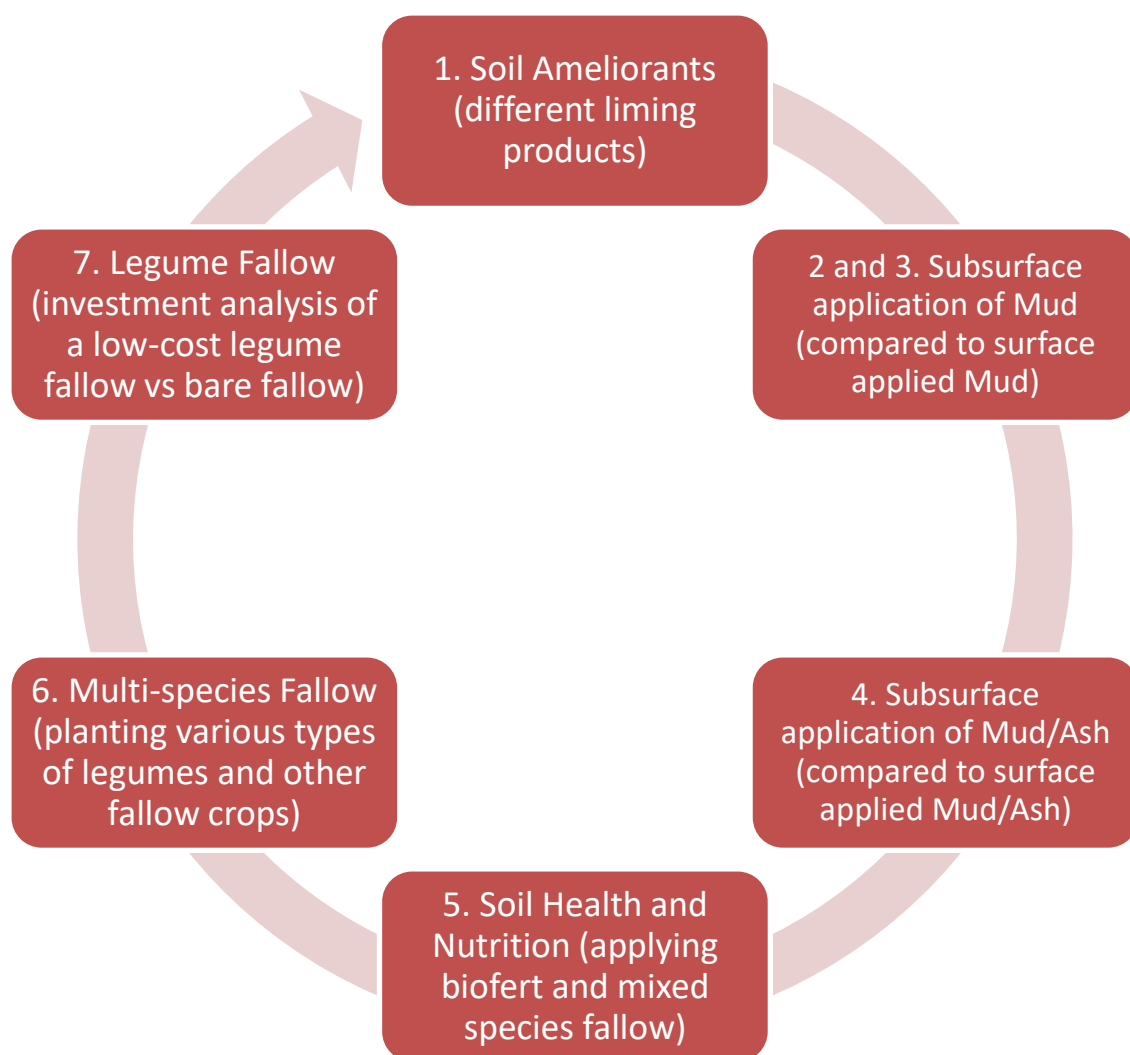 1. Soil Ameliorants
(different liming
products)
2 and 3. Subsurface
application of Mud
(compared to surface
applied Mud)
4. Subsurface
application of Mud/Ash
(compared to surface
applied Mud/Ash)
5. Soil Health and
Nutrition (applying
biofert and mixed
species fallow)
6. Multi-species Fallow
(planting various types
of legumes and other
fallow crops)
7. Legume Fallow
(investment analysis of
a low-cost legume
fallow vs bare fallow)